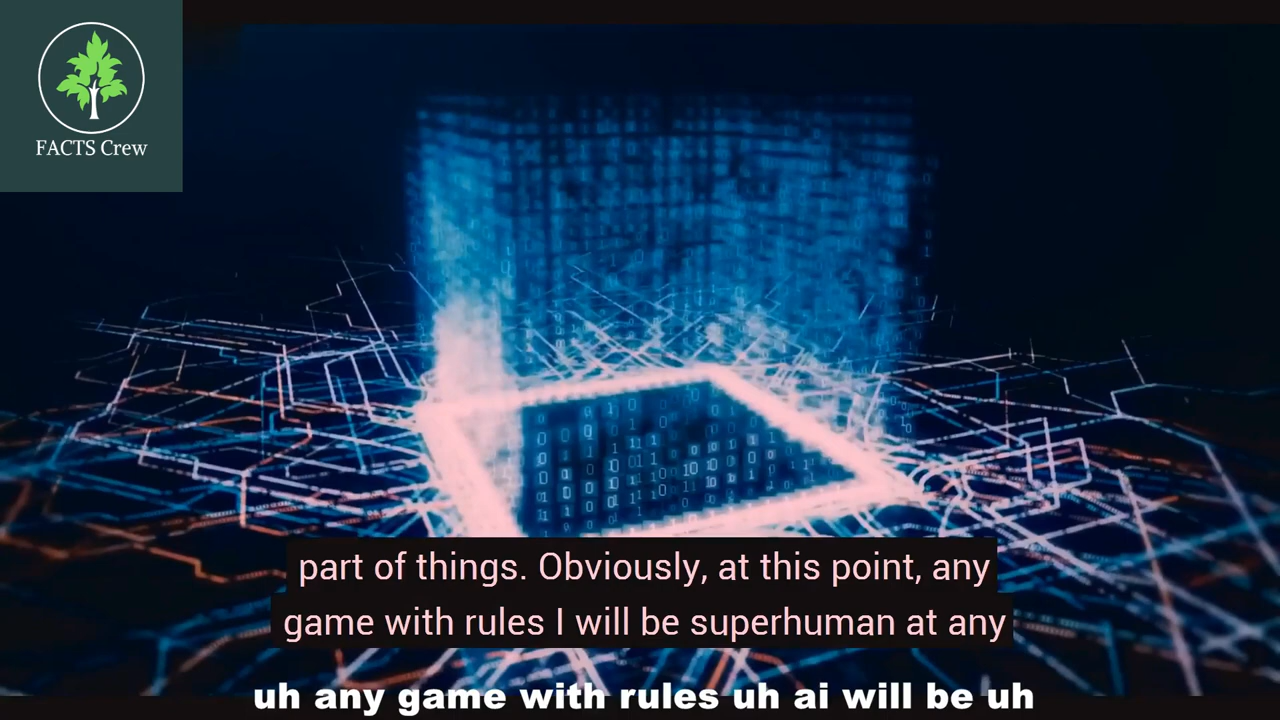 FACTS Crew
part of things. Obviously, at this point, any
game with rules I will be superhuman at any
uh any game with rules uh ai will be uh